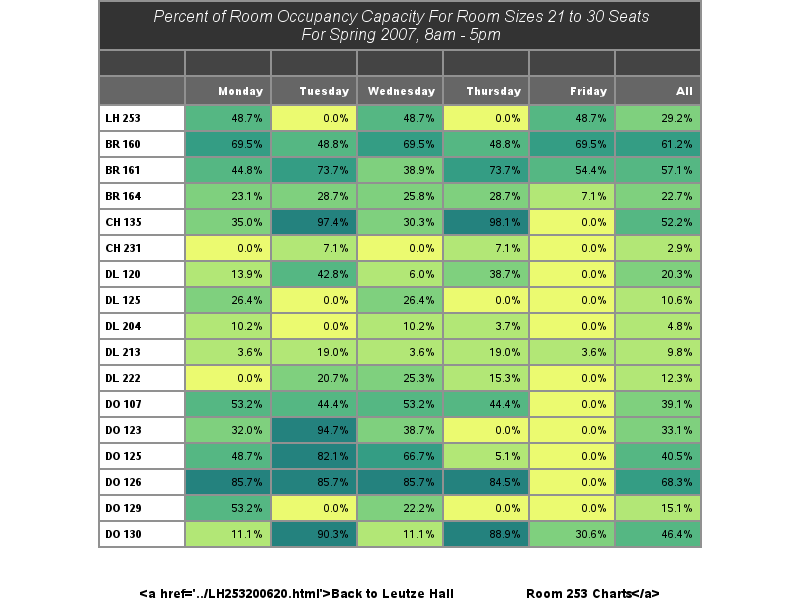 Percent of Room Occupancy Capacity For Room Sizes 21 to 30 Seats
For Spring 2007, 8am - 5pm
Monday Tuesday Wednesday Thursday Friday All
LH 253 48.7% 0.0% 48.7% 0.0% 48.7% 29.2%
BR 160 69.5% 48.8% 69.5% 48.8% 69.5% 61.2%
BR 161 44.8% 73.7% 38.9% 73.7% 54.4% 57.1%
BR 164 23.1% 28.7% 25.8% 28.7% 7.1% 22.7%
CH 135 35.0% 97.4% 30.3% 98.1% 0.0% 52.2%
CH 231 0.0% 7.1% 0.0% 7.1% 0.0% 2.9%
DL 120 13.9% 42.8% 6.0% 38.7% 0.0% 20.3%
DL 125 26.4% 0.0% 26.4% 0.0% 0.0% 10.6%
DL 204 10.2% 0.0% 10.2% 3.7% 0.0% 4.8%
DL 213 3.6% 19.0% 3.6% 19.0% 3.6% 9.8%
DL 222 0.0% 20.7% 25.3% 15.3% 0.0% 12.3%
DO 107 53.2% 44.4% 53.2% 44.4% 0.0% 39.1%
DO 123 32.0% 94.7% 38.7% 0.0% 0.0% 33.1%
DO 125 48.7% 82.1% 66.7% 5.1% 0.0% 40.5%
DO 126 85.7% 85.7% 85.7% 84.5% 0.0% 68.3%
DO 129 53.2% 0.0% 22.2% 0.0% 0.0% 15.1%
DO 130 11.1% 90.3% 11.1% 88.9% 30.6% 46.4%
<a href='../LH253200620.html'>Back to Leutze Hall Room 253 Charts</a>